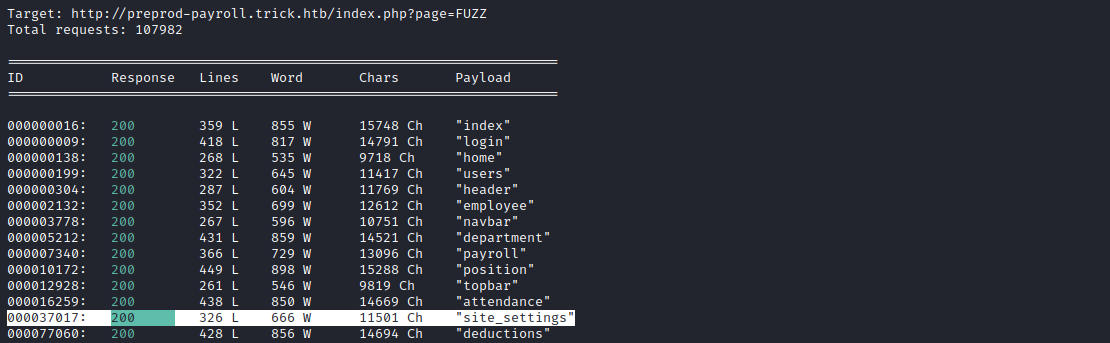 Target: http://preprod-payroll.trick.htb/index.php?page=FUZZ
Total requests: 107982
=====================================================================
ID           Response   Lines    Word       Chars       Payload
=====================================================================
000000016:   200        359 L    855 W      15748 Ch    "index"
000000009:   200        418 L    817 W      14791 Ch    "login"
000000138:   200        268 L    535 W      9718 Ch     "home"
000000199:   200        322 L    645 W      11417 Ch    "users"
000000304:   200        287 L    604 W      11769 Ch    "header"
000002132:   200        352 L    699 W      12612 Ch    "employee"
000003778:   200        267 L    596 W      10751 Ch    "navbar"
000005212:   200        431 L    859 W      14521 Ch    "department"
000007340:   200        366 L    729 W      13096 Ch    "payroll"
000010172:   200        449 L    898 W      15288 Ch    "position"
000012928:   200        261 L    546 W      9819 Ch     "topbar"
000016259:   200        438 L    850 W      14669 Ch    "attendance"
000037017:   200        326 L    666 W      11501 Ch    "site_settings"
000077060:   200        428 L    856 W      14694 Ch    "deductions"